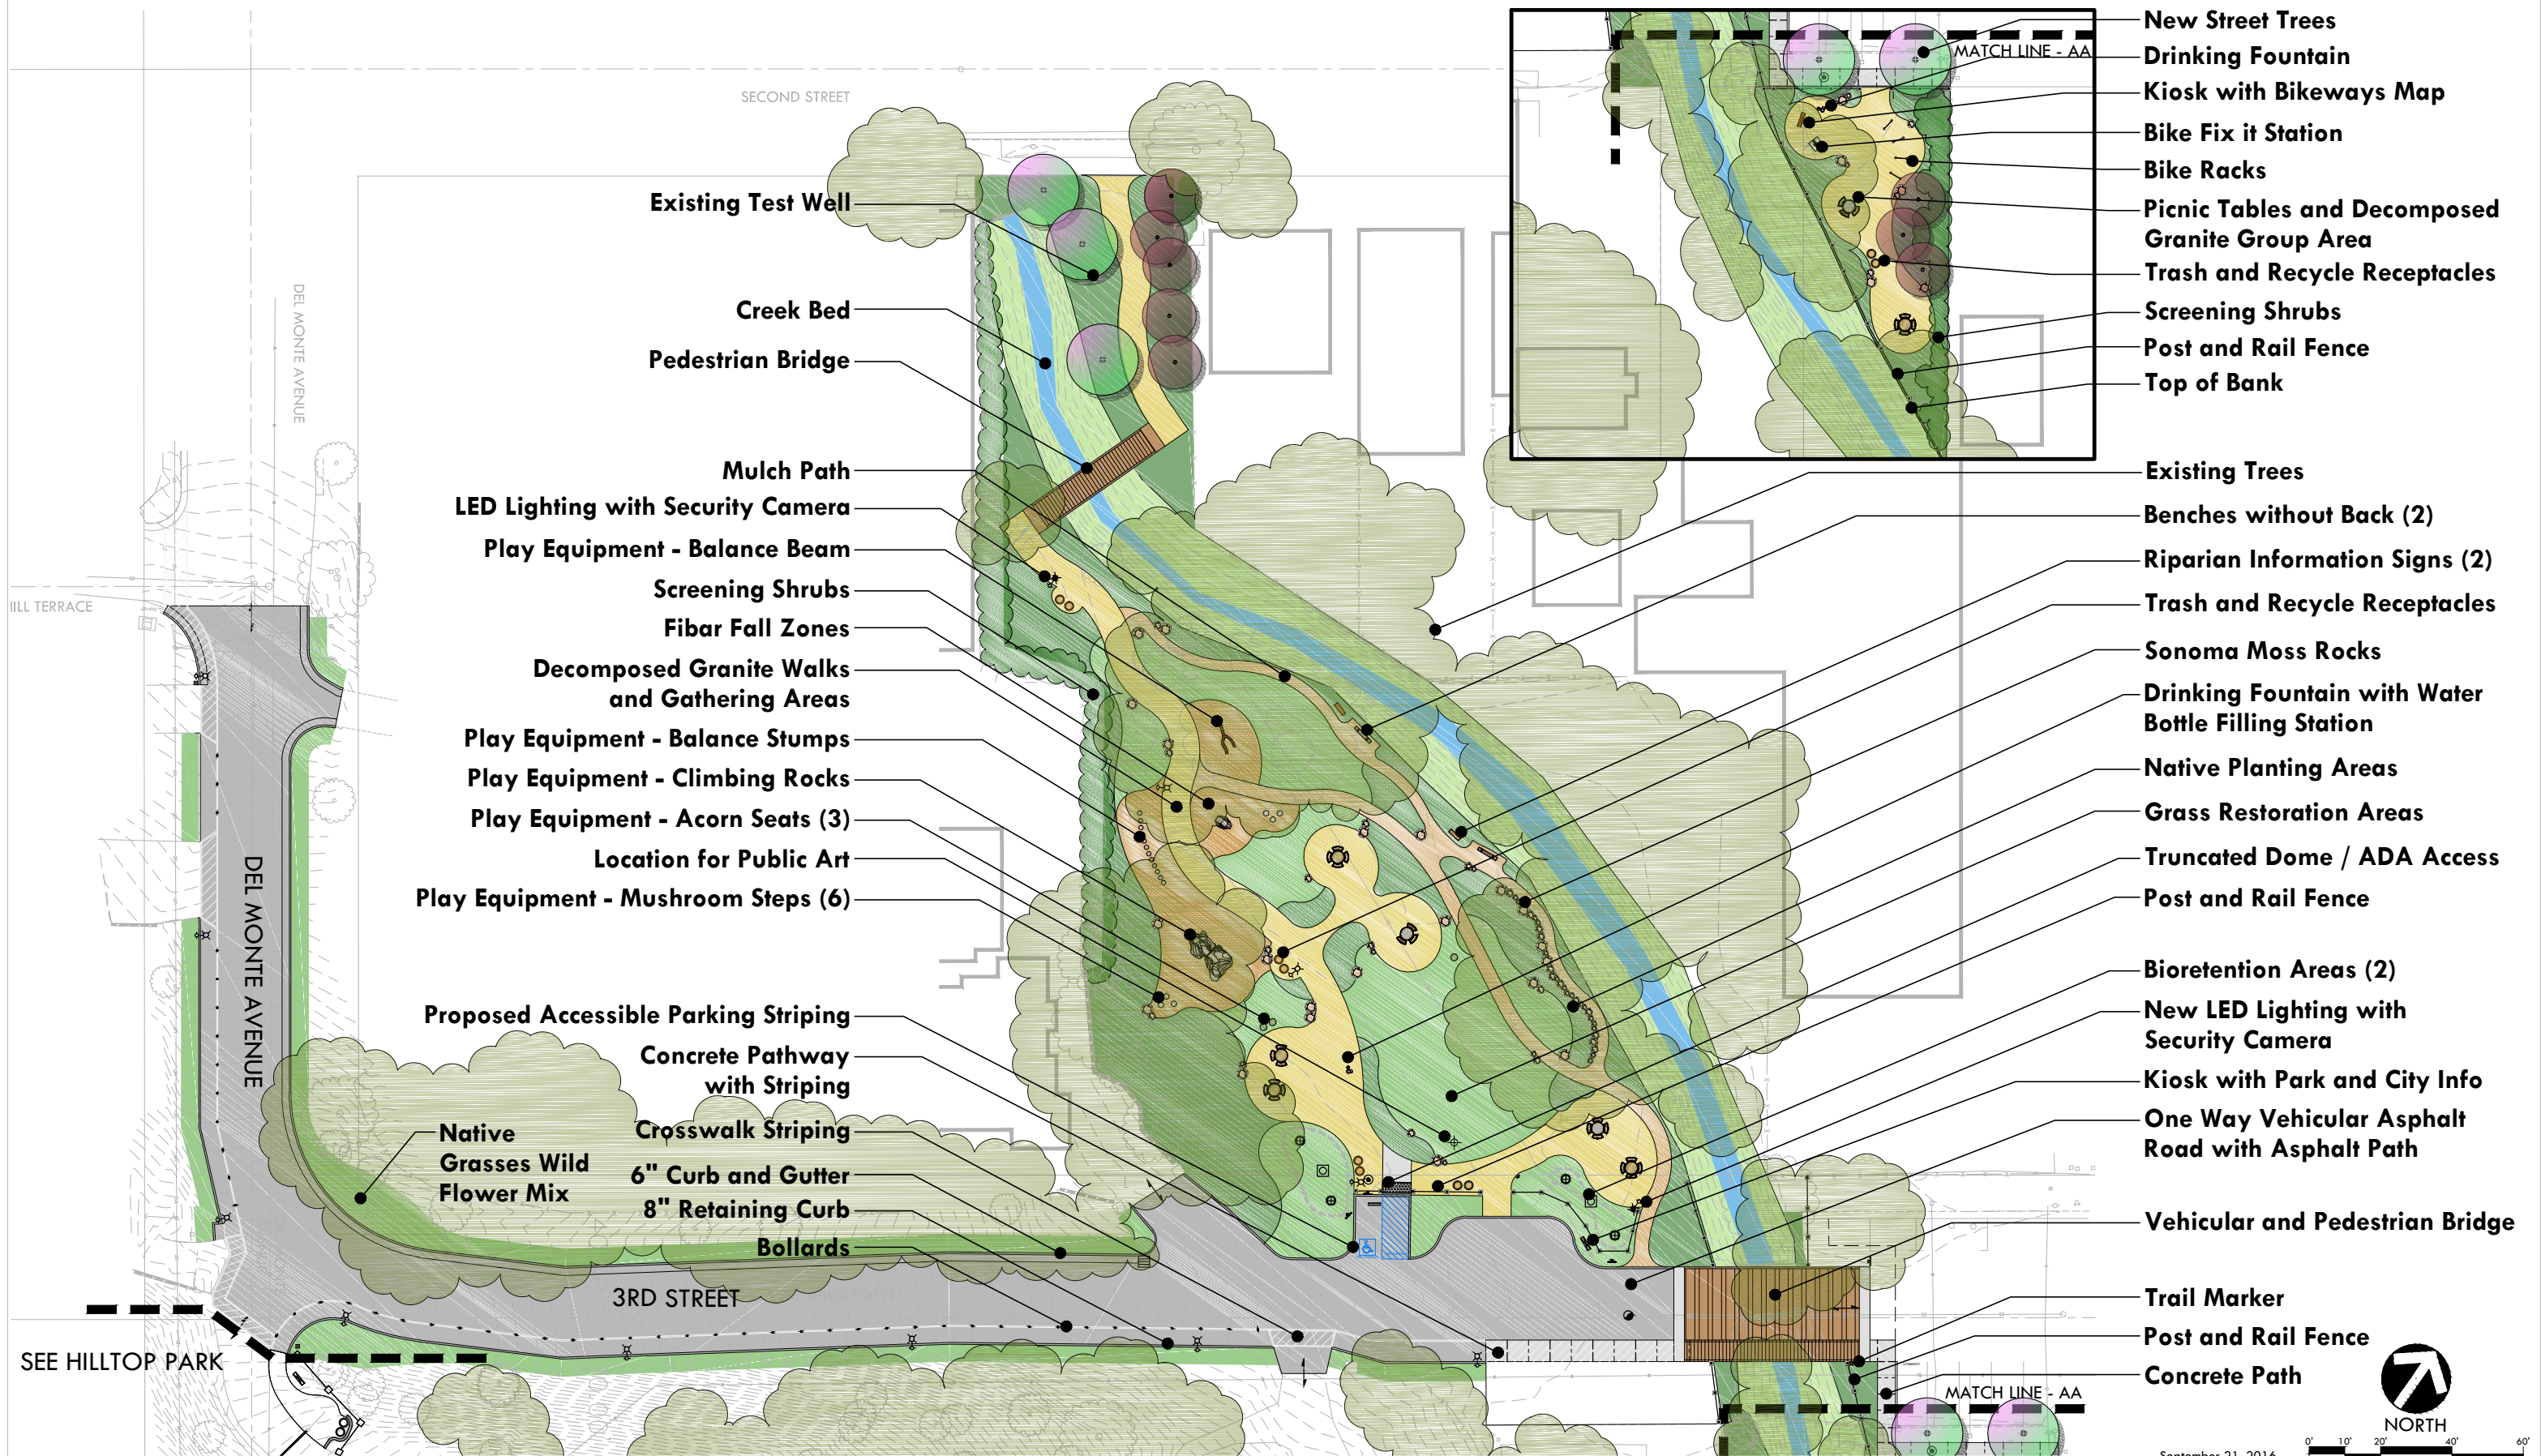 SECOND STREET
DEL MONTE AVENUE
Existing Test Well
Creek Bed
Pedestrian Bridge
Mulch Path
LED Lighting with Security Camera
Play Equipment - Balance Beam
Screening Shrubs
Fibar Fall Zones
Decomposed Granite Walks
and Gathering Areas
Play Equipment - Balance Stumps
Play Equipment - Climbing Rocks
Play Equipment - Acorn Seats (3)
Location for Public Art
Play Equipment - Mushroom Steps (6)
Proposed Accessible Parking Striping
Concrete Pathway
with Striping
Crosswalk Striping
6" Curb and Gutter
8" Retaining Curb
Bollards
Native
Grasses Wild
Flower Mix
TERRACE
DEL MONTE AVENUE
3RD STREET
SEE HILLTOP PARK
MATCH LINE - AA
New Street Trees
Drinking Fountain
Kiosk with Bikeways Map
Bike Fix it Station
Bike Racks
Picnic Tables and Decomposed
Granite Group Area
Trash and Recycle Receptacles
Screening Shrubs
Post and Rail Fence
Top of Bank
Existing Trees
Benches without Back (2)
Riparian Information Signs (2)
Trash and Recycle Receptacles
Sonoma Moss Rocks
Drinking Fountain with Water
Bottle Filling Station
Native Planting Areas
Grass Restoration Areas
Truncated Dome / ADA Access
Post and Rail Fence
Bioretention Areas (2)
New LED Lighting with
Security Camera
Kiosk with Park and City Info
One Way Vehicular Asphalt
Road with Asphalt Path
Vehicular and Pedestrian Bridge
Trail Marker
Post and Rail Fence
Concrete Path
MATCH LINE - AA
NORTH
September 21, 2016
0' 10' 20' 40' 60'